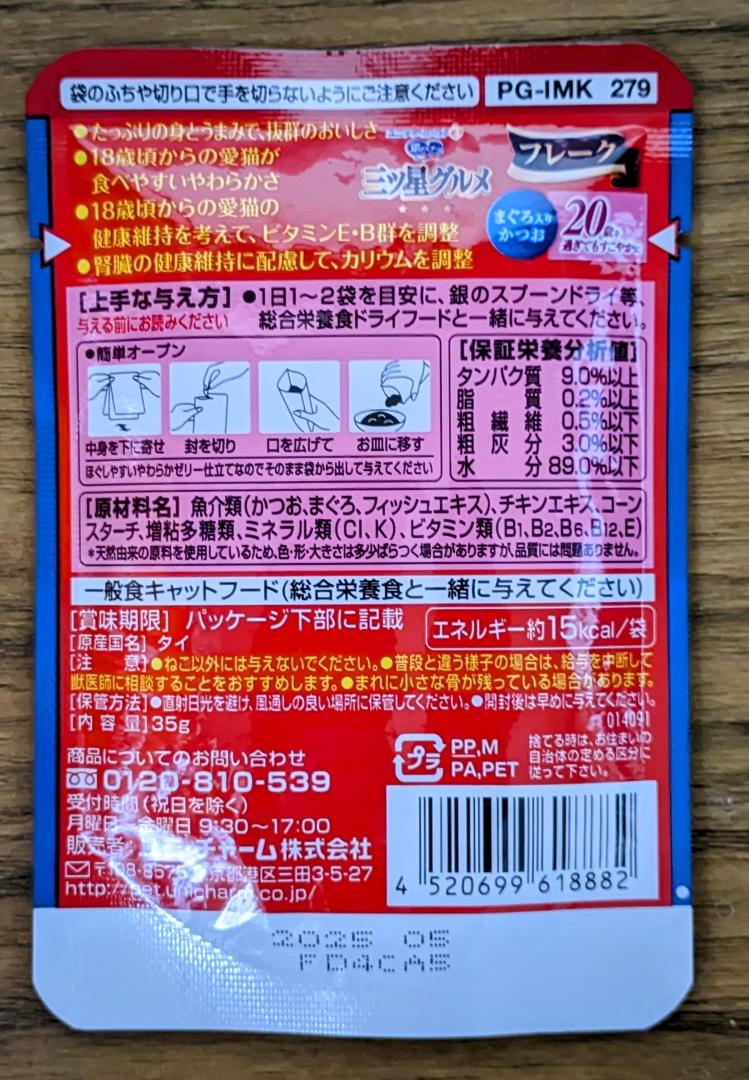 袋のふちや切り口で手を切らないようにご注意ください
PG-IMK 279
●たっぷりの身とうまみで、抜群のおいしさ
●18歳頃からの愛猫が
食べやすいやわらかさ
●18歳頃からの愛猫の
健康維持を考えて、ビタミンE・B群を調整
●腎臓の健康維持に配慮して、カリウムを調整
三ツ星グルメ
フレーク
まぐろ入り
かつお
20歳を
過ぎてもすこやかに
[上手な与え方]
与える前にお読みください
●1日1〜2袋を目安に、銀のスプーンドライ等、
総合栄養食ドライフードと一緒に与えてください。
●簡単オープン
中身を下に寄せ
封を切り
口を広げて
お皿に移す
ほぐしやすいやわらかゼリー仕立てなのでそのまま袋から出して与えてください
[保証栄養分析値]
タンパク質 9.0%以上
脂質 0.2%以上
粗繊維 0.5%以下
粗灰分 3.0%以下
水分 89.0%以下
[原材料名] 魚介類(かつお、まぐろ、フィッシュエキス)、チキンエキス、コーン
スターチ、増粘多糖類、ミネラル類(Cl、K)、ビタミン類(B1、B2、B6、B12、E)
*天然由来の原料を使用しているため、色・形・大きさは多少ばらつく場合がありますが、品質には問題ありません。
一般食キャットフード(総合栄養食と一緒に与えてください)
[賞味期限] パッケージ下部に記載
[原産国名] タイ
エネルギー約15kcal/袋
[注意]●ねこ以外には与えないでください。●普段と違う様子の場合は、給与を中断して
獣医師に相談することをおすすめします。●まれに小さな骨が残っている場合があります。
[保管方法]●直射日光を避け、風通しの良い場所に保管してください。●開封後は早めに与えてください。
[内容量]35g
014091
商品についてのお問い合わせ
0120-810-539
受付時間(祝日を除く)
月曜日〜金曜日 9:30〜17:00
販売者:ユニ・チャーム株式会社
〒108-8575 東京都港区三田3-5-27
http://pet.unicharm.co.jp/
プラ
PP,M
PA,PET
捨てる時は、お住まいの
自治体の定める区分に
従って下さい。
4 520699 618882
2025 05
FD4CA5